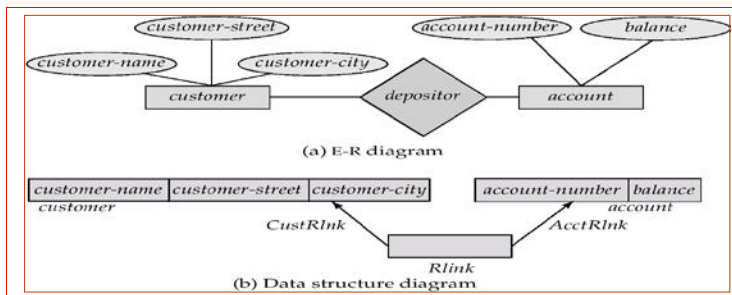 customer-street
account-number
balance
customer-name
customer-city
customer
depositor
account
(a) E-R diagram
customer-name customer-street customer-city
customer
account-number balance
account
CustRlnk
AcctRlnk
Rlink
(b) Data structure diagram